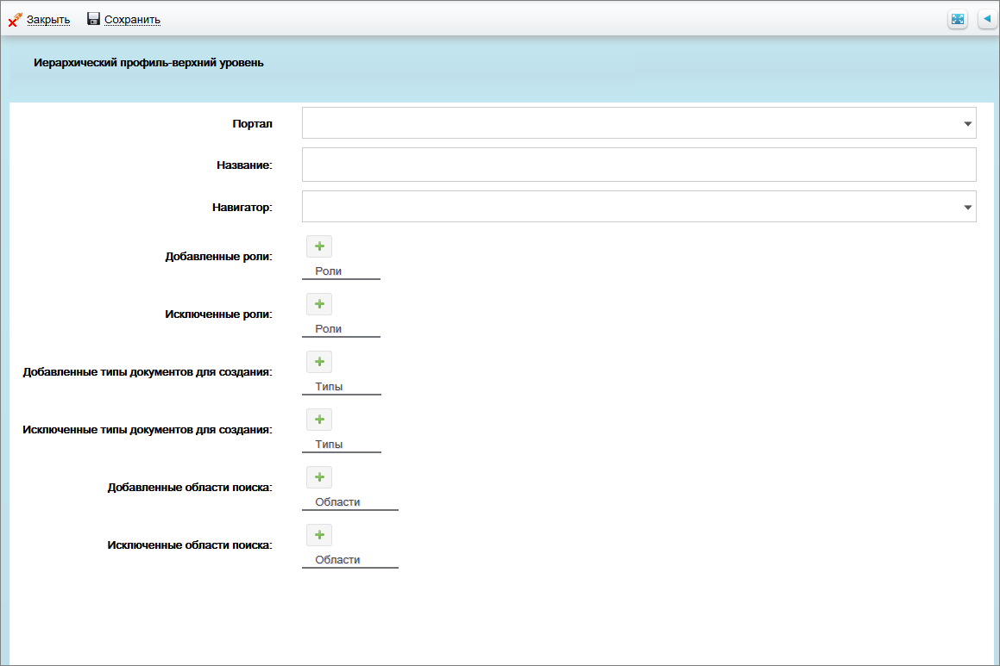 Закрыть Сохранить
Иерархический профиль-верхний уровень
Портал
Название:
Навигатор:
Добавленные роли:
Роли
Исключенные роли:
Роли
Добавленные типы документов для создания:
Типы
Исключенные типы документов для создания:
Типы
Добавленные области поиска:
Области
Исключенные области поиска:
Области